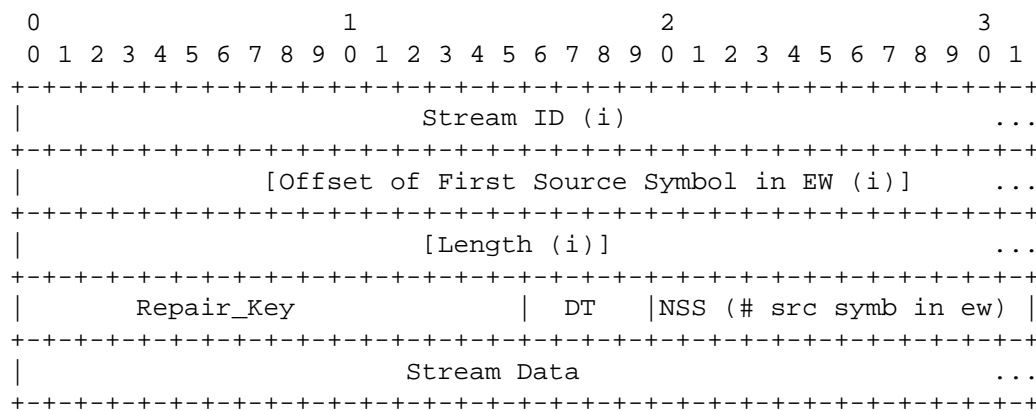 0                   1                   2                   3
 0 1 2 3 4 5 6 7 8 9 0 1 2 3 4 5 6 7 8 9 0 1 2 3 4 5 6 7 8 9 0 1
+-+-+-+-+-+-+-+-+-+-+-+-+-+-+-+-+-+-+-+-+-+-+-+-+-+-+-+-+-+-+-+-+
|                         Stream ID (i)                       ...
+-+-+-+-+-+-+-+-+-+-+-+-+-+-+-+-+-+-+-+-+-+-+-+-+-+-+-+-+-+-+-+-+
|               [Offset of First Source Symbol in EW (i)]     ...
+-+-+-+-+-+-+-+-+-+-+-+-+-+-+-+-+-+-+-+-+-+-+-+-+-+-+-+-+-+-+-+-+
|                         [Length (i)]                        ...
+-+-+-+-+-+-+-+-+-+-+-+-+-+-+-+-+-+-+-+-+-+-+-+-+-+-+-+-+-+-+-+-+
|       Repair_Key              |  DT   |NSS (# src symb in ew) |
+-+-+-+-+-+-+-+-+-+-+-+-+-+-+-+-+-+-+-+-+-+-+-+-+-+-+-+-+-+-+-+-+
|                        Stream Data                          ...
+-+-+-+-+-+-+-+-+-+-+-+-+-+-+-+-+-+-+-+-+-+-+-+-+-+-+-+-+-+-+-+-+